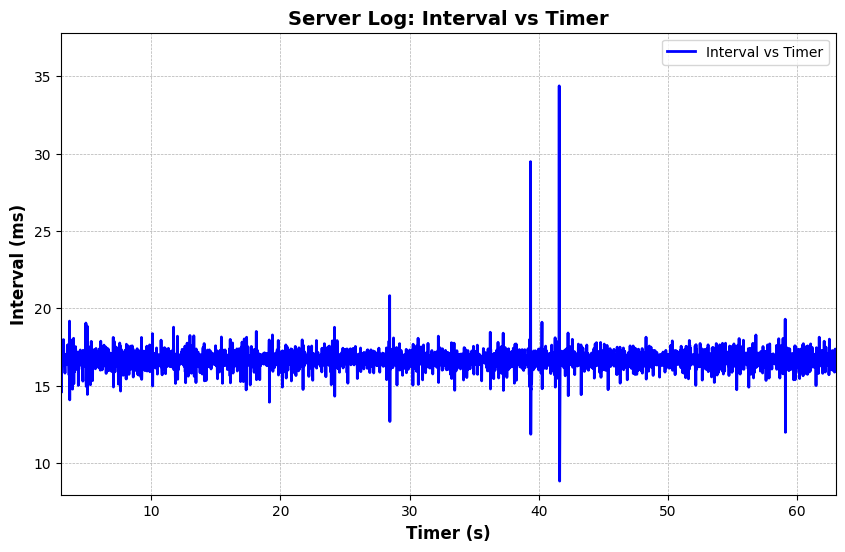 Server Log: Interval vs Timer
Interval vs Timer
35
30
25
20
15
10
Interval (ms)
10 20 30 40 50 60
Timer (s)